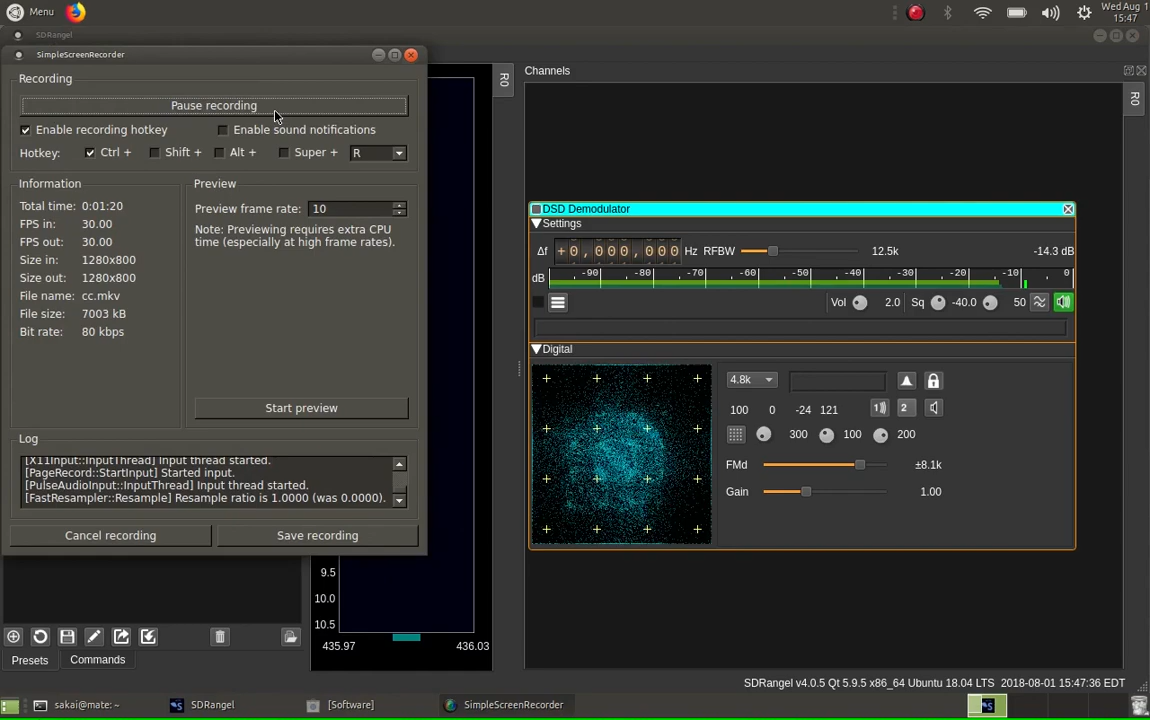 Menu
Wed Aug 1
15:47
SDRangel
SimpleScreenRecorder
Recording
Pause recording
Enable recording hotkey
Enable sound notifications
Hotkey:
Ctrl +
Shift +
Alt +
Super +
R
Information
Total time: 0:01:20
FPS in: 30.00
FPS out: 30.00
Size in: 1280x800
Size out: 1280x800
File name: cc.mkv
File size: 7003 kB
Bit rate: 80 kbps
Preview
Preview frame rate: 10
Note: Previewing requires extra CPU
time (especially at high frame rates).
Start preview
Log
[X11Input::InputThread] Input thread started.
[PageRecord::StartInput] Started input.
[PulseAudioInput::InputThread] Input thread started.
[FastResampler::Resample] Resample ratio is 1.0000 (was 0.0000).
Cancel recording
Save recording
9.5
10.0
10.5
435.97
436.03
Presets
Commands
R0
Channels
R0
DSD Demodulator
Settings
Δf +0,000,000 Hz RFBW 12.5k -14.3 dB
dB -90 -80 -70 -60 -50 -40 -30 -20 -10 0
Vol 2.0 Sq -40.0 50
Digital
4.8k
100 0 -24 121
1 2
300 100 200
FMd ±8.1k
Gain 1.00
SDRangel v4.0.5 Qt 5.9.5 x86_64 Ubuntu 18.04 LTS 2018-08-01 15:47:36 EDT
sakai@mate: ~
SDRangel
[Software]
SimpleScreenRecorder